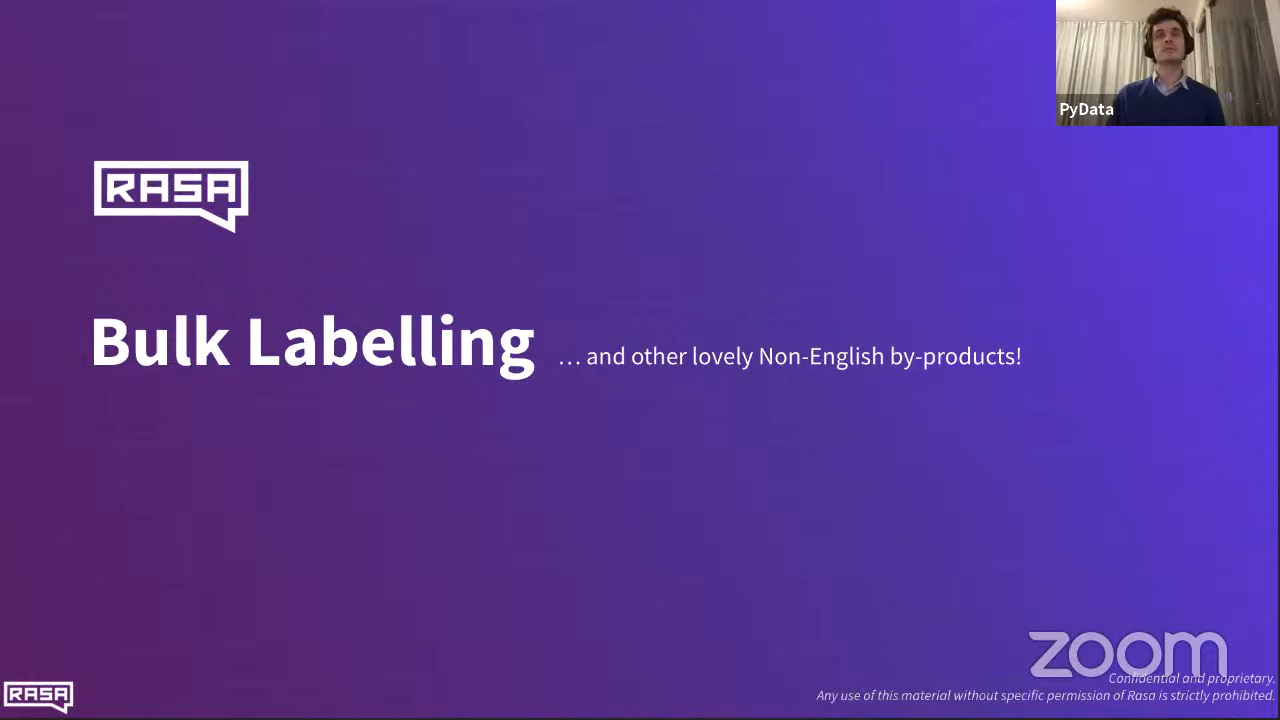 PyData
RASA
Bulk Labelling ... and other lovely Non-English by-products!
zoom
Confidential and proprietary.
Any use of this material without specific permission of Rasa is strictly prohibited.
RASA